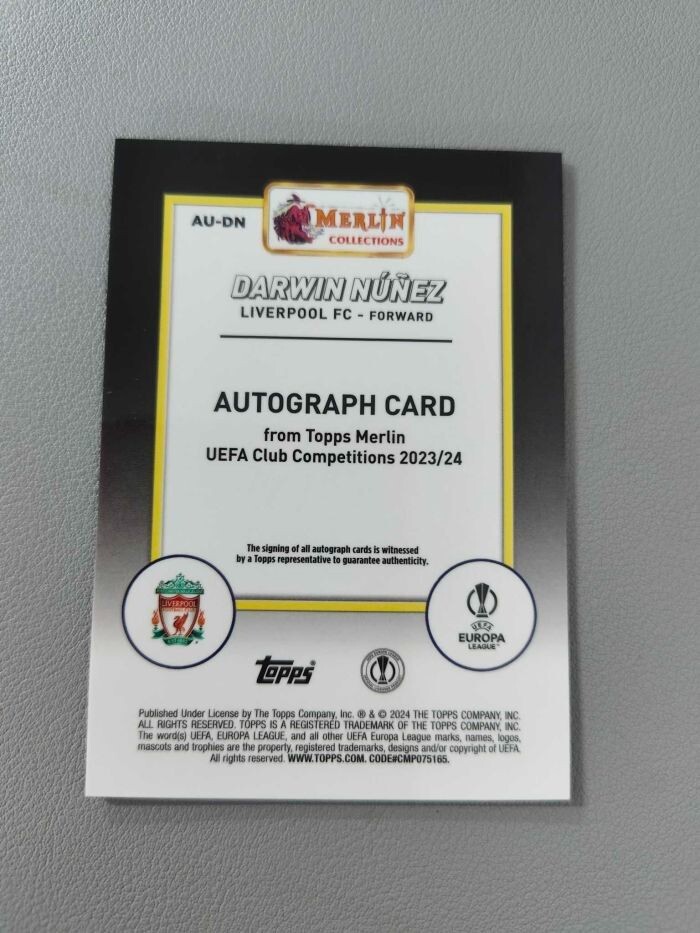 AU-DN
MERLIN
COLLECTIONS
DARWIN NÚÑEZ
LIVERPOOL FC - FORWARD
AUTOGRAPH CARD
from Topps Merlin
UEFA Club Competitions 2023/24
The signing of all autograph cards is witnessed
by a Topps representative to guarantee authenticity.
LIVERPOOL
UEFA
EUROPA
LEAGUE™
topps®
Published Under License by The Topps Company, Inc. ® & © 2024 THE TOPPS COMPANY, INC.
ALL RIGHTS RESERVED. TOPPS IS A REGISTERED TRADEMARK OF THE TOPPS COMPANY, INC.
The word(s) UEFA, EUROPA LEAGUE, and all other UEFA Europa League marks, names, logos,
mascots and trophies are the property, registered trademarks, designs and/or copyright of UEFA.
All rights reserved. WWW.TOPPS.COM. CODE#CMP075165.